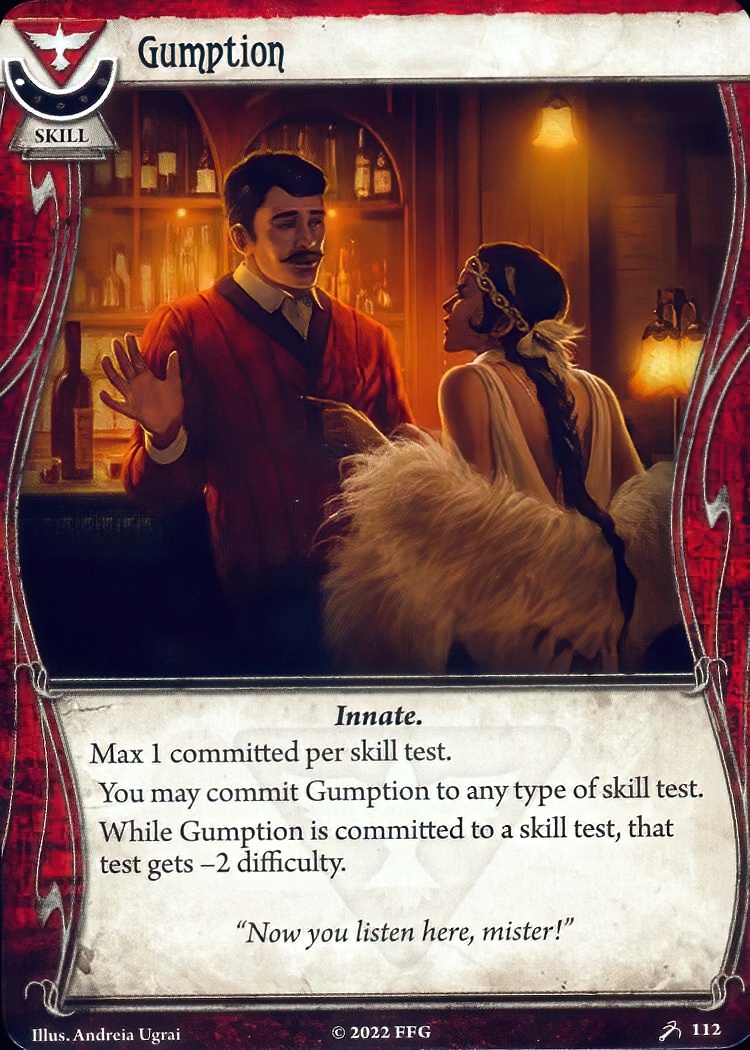 Gumption
SKILL
Innate.
Max 1 committed per skill test.
You may commit Gumption to any type of skill test.
While Gumption is committed to a skill test, that
test gets –2 difficulty.
“Now you listen here, mister!”
Illus. Andreia Ugrai
© 2022 FFG
112